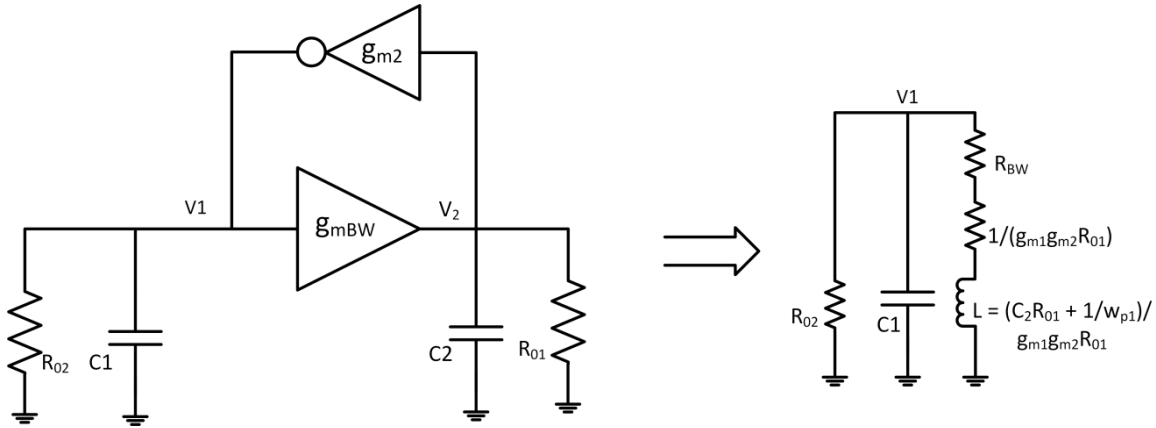 gm2
V1
gmBW
V2
R02
C1
C2
R01
V1
RBW
1/(gm1gm2R01)
R02
C1
L = (C2R01 + 1/wp1)/
gm1gm2R01